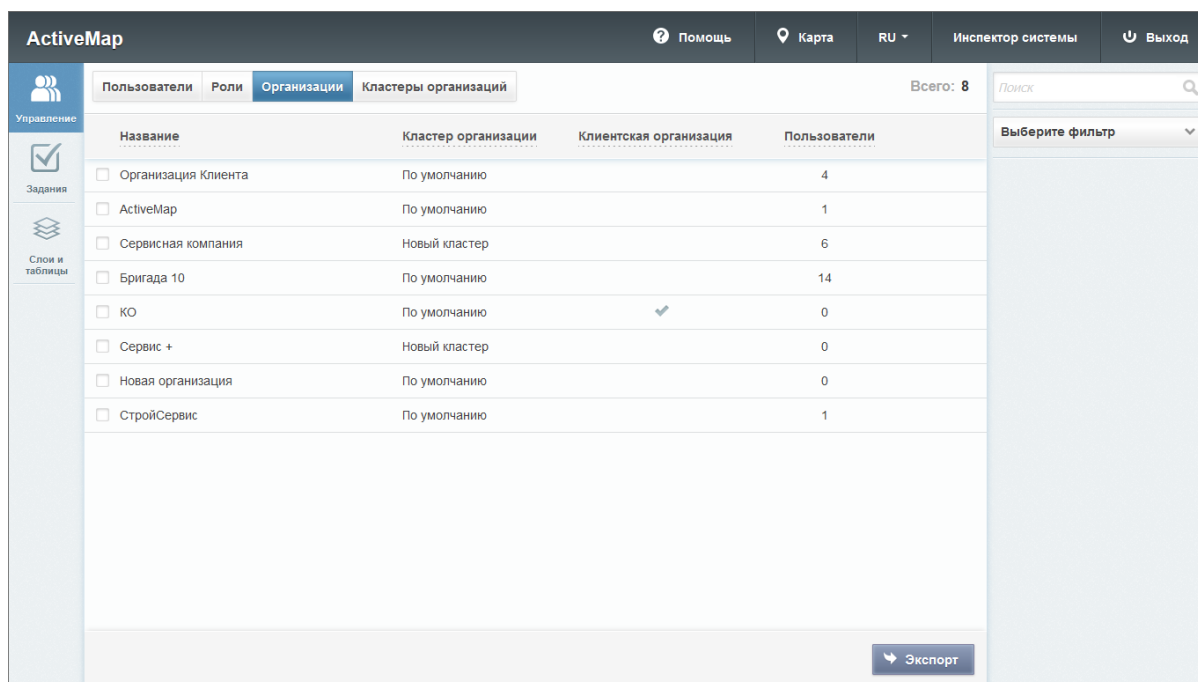 ActiveMap Помощь Карта RU Инспектор системы Выход
Управление
Задания
Слои и
таблицы
Пользователи Роли Организации Кластеры организаций Всего: 8
Название Кластер организации Клиентская организация Пользователи
Организация Клиента По умолчанию 4
ActiveMap По умолчанию 1
Сервисная компания Новый кластер 6
Бригада 10 По умолчанию 14
КО По умолчанию 0
Сервис + Новый кластер 0
Новая организация По умолчанию 0
СтройСервис По умолчанию 1
Экспорт
Поиск
Выберите фильтр